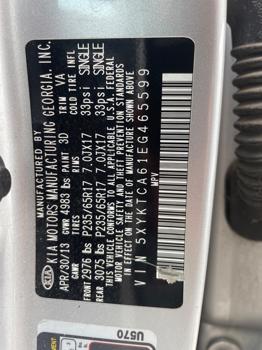 KIA MOTORS MANUFACTURING GEORGIA, INC.
MANUFACTURED BY
APR/30/13 GVWR 4983 lbs PAINT 3D TRIM VA
GAWR TIRES RIMS COLD TIRE INFL
FRONT 2976 lbs P235/65R17 7.0JX17 33psi SINGLE
REAR 3075 lbs P235/65R17 7.0JX17 33psi SINGLE
THIS VEHICLE CONFORMS TO ALL APPLICABLE U.S.A. FEDERAL
MOTOR VEHICLE SAFETY, BUMPER, AND THEFT PREVENTION STANDARDS
IN EFFECT ON THE DATE OF MANUFACTURE SHOWN ABOVE
VIN 5XYKTCA61EG465599
MPV
U570